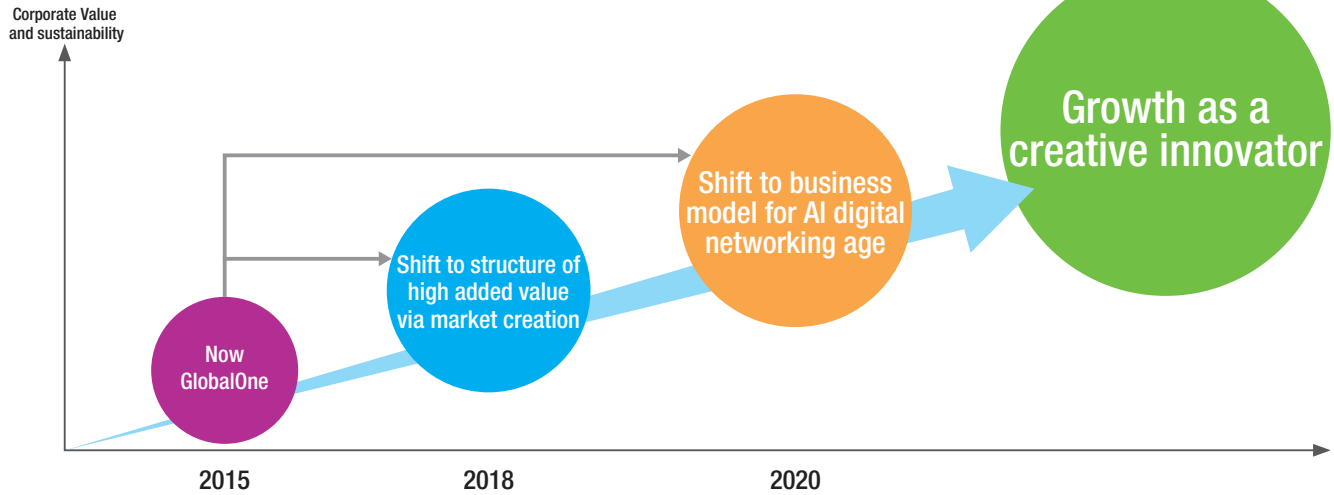 Corporate Value
and sustainability
Growth as a
creative innovator
Shift to business
model for AI digital
networking age
Shift to structure of
high added value
via market creation
Now
GlobalOne
2015
2018
2020